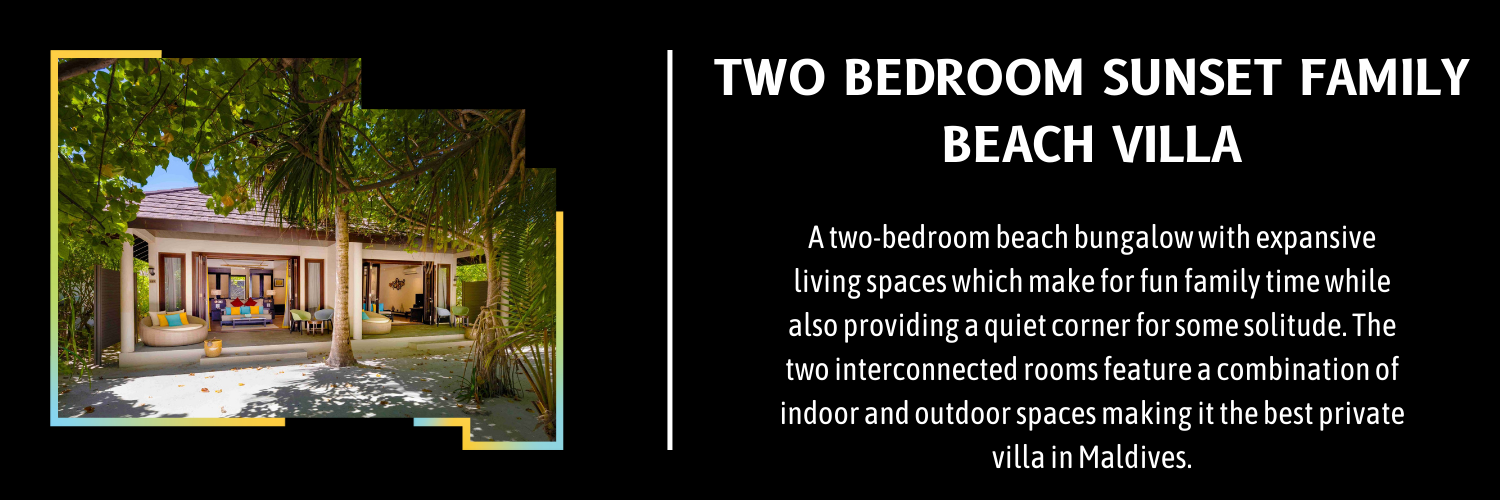 TWO BEDROOM SUNSET FAMILY
BEACH VILLA
A two-bedroom beach bungalow with expansive
living spaces which make for fun family time while
also providing a quiet corner for some solitude. The
two interconnected rooms feature a combination of
indoor and outdoor spaces making it the best private
villa in Maldives.